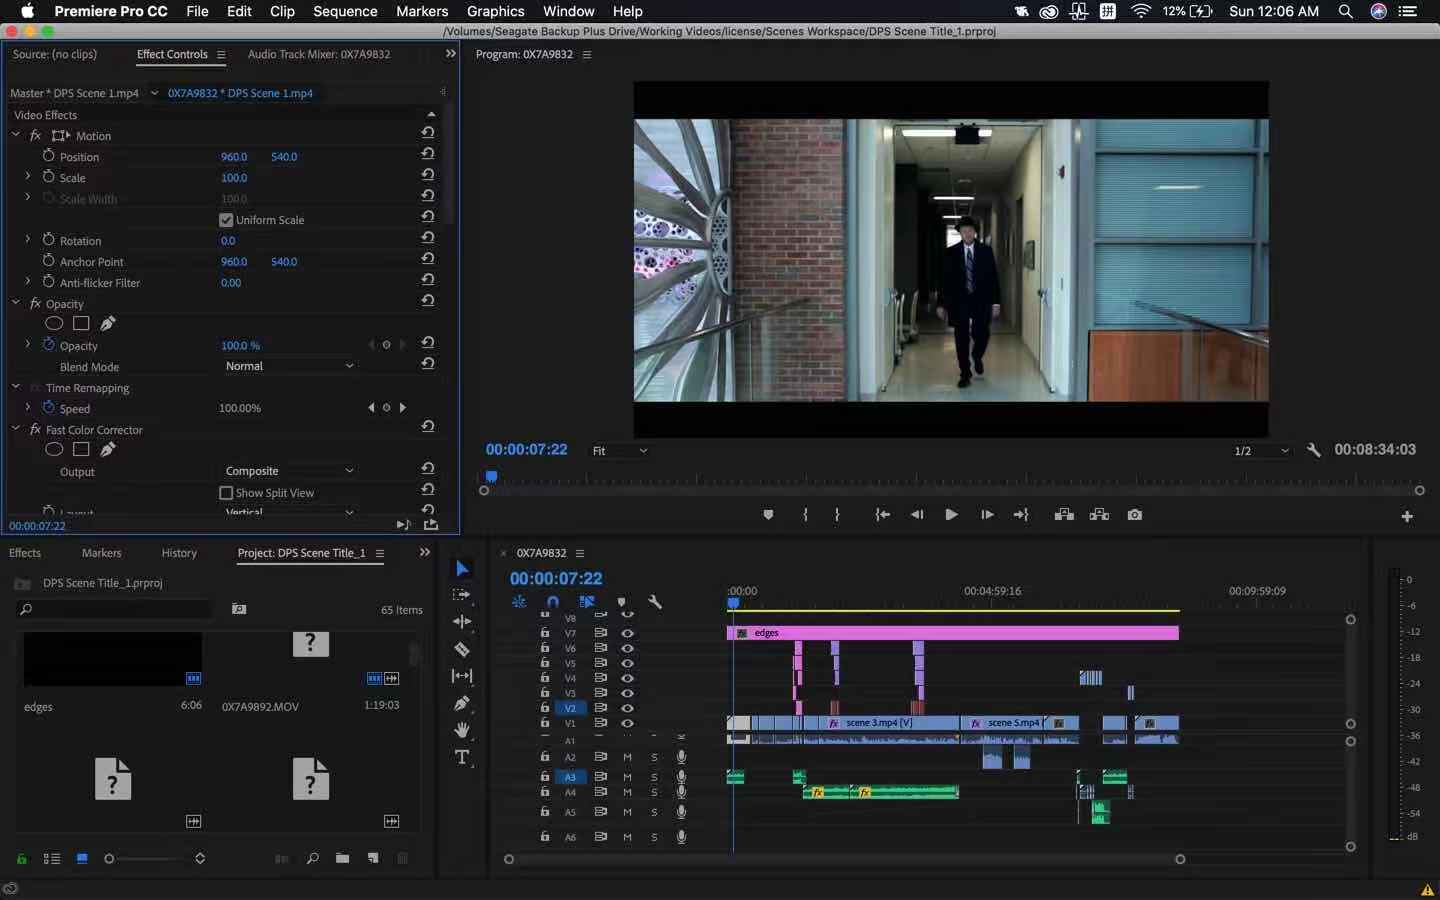 Premiere Pro CC File Edit Clip Sequence Markers Graphics Window Help 12% Sun 12:06 AM
/Volumes/Seagate Backup Plus Drive/Working Videos/license/Scenes Workspace/DPS Scene Title_1.prproj
Source: (no clips) Effect Controls Audio Track Mixer: 0X7A9832 Program: 0X7A9832
Master * DPS Scene 1.mp4 0X7A9832 * DPS Scene 1.mp4
Video Effects
fx Motion
Position 960.0 540.0
Scale 100.0
Scale Width 100.0
Uniform Scale
Rotation 0.0
Anchor Point 960.0 540.0
Anti-flicker Filter 0.00
fx Opacity
Opacity 100.0 %
Blend Mode Normal
Time Remapping
Speed 100.00%
fx Fast Color Corrector
Output Composite
Show Split View
Layout Vertical
00:00:07:22
00:00:07:22 Fit 1/2 00:08:34:03
Effects Markers History Project: DPS Scene Title_1
DPS Scene Title_1.prproj
65 Items
edges 6:06
0X7A9892.MOV 1:19:03
0X7A9832
00:00:07:22
:00:00 00:04:59:16 00:09:59:09
V8
V7 fx edges
V6
V5
V4
V3
V2
V1 fx scene 3.mp4 [V] fx scene 5.mp4 fx fx
A1
A2 M S
A3 M S
A4 M S fx fx
A5 M S
A6 M S
0
-6
-12
-18
-24
-30
-36
-42
-48
-54
dB